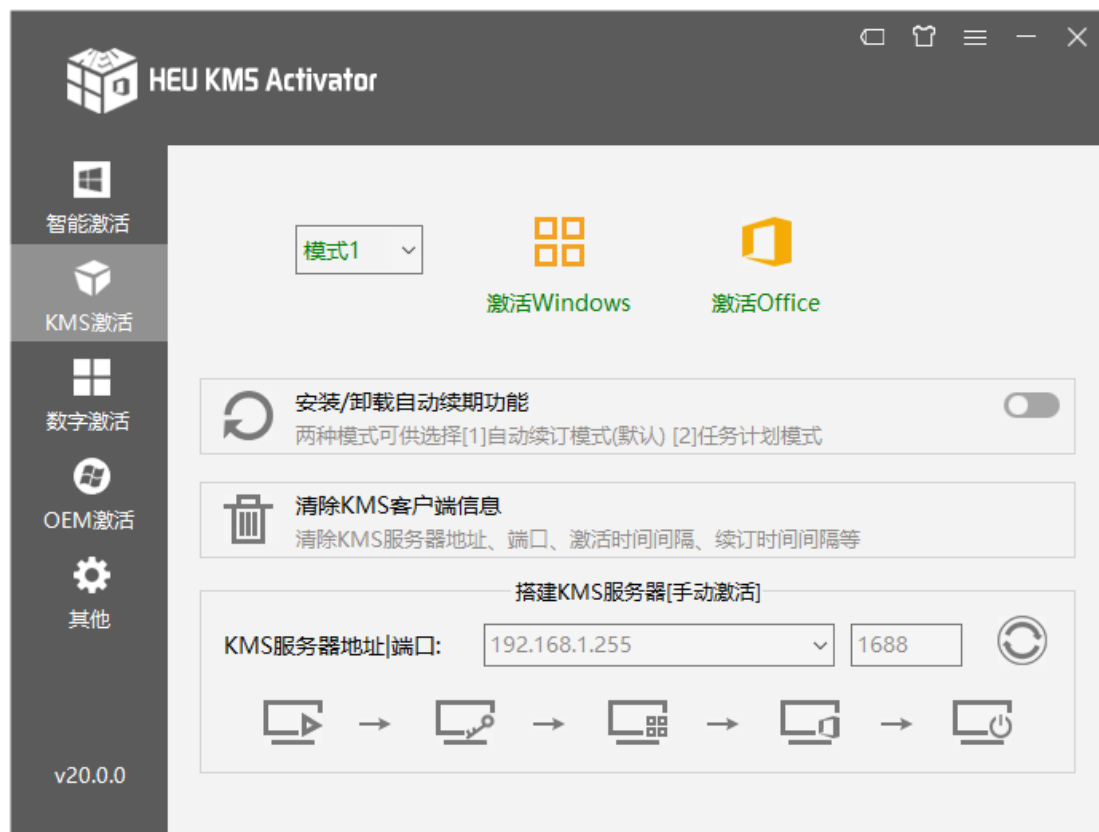 HEU KMS Activator
智能激活
KMS激活
数字激活
OEM激活
其他
v20.0.0
模式1
激活Windows
激活Office
安装/卸载自动续期功能
两种模式可供选择[1]自动续订模式(默认) [2]任务计划模式
清除KMS客户端信息
清除KMS服务器地址、端口、激活时间间隔、续订时间间隔等
搭建KMS服务器[手动激活]
KMS服务器地址|端口: 192.168.1.255 1688